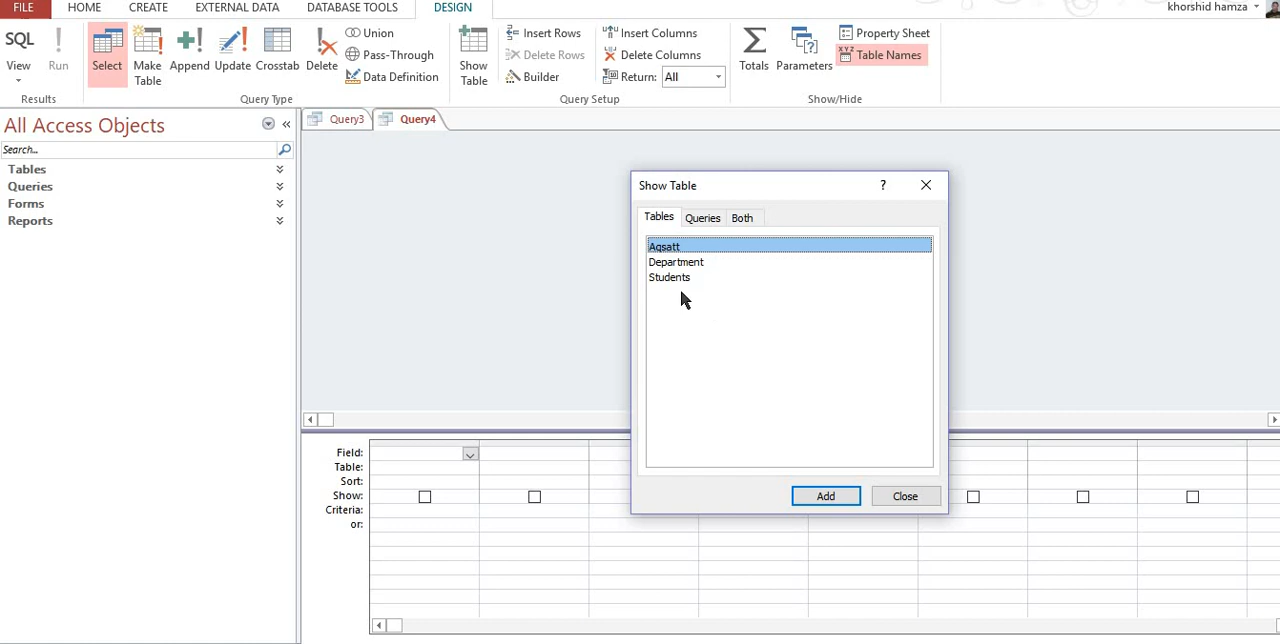 FILE HOME CREATE EXTERNAL DATA DATABASE TOOLS DESIGN khorshid hamza
SQL
View
Run
Results
Select
Make
Table
Append
Update
Crosstab
Delete
Union
Pass-Through
Data Definition
Query Type
Show
Table
Insert Rows
Delete Rows
Builder
Insert Columns
Delete Columns
Return: All
Query Setup
Totals
Parameters
Property Sheet
XYZ Table Names
Show/Hide
All Access Objects
Search...
Tables
Queries
Forms
Reports
Query3 Query4
Show Table ?
Tables Queries Both
Aqsatt
Department
Students
Add Close
Field:
Table:
Sort:
Show:
Criteria:
or: